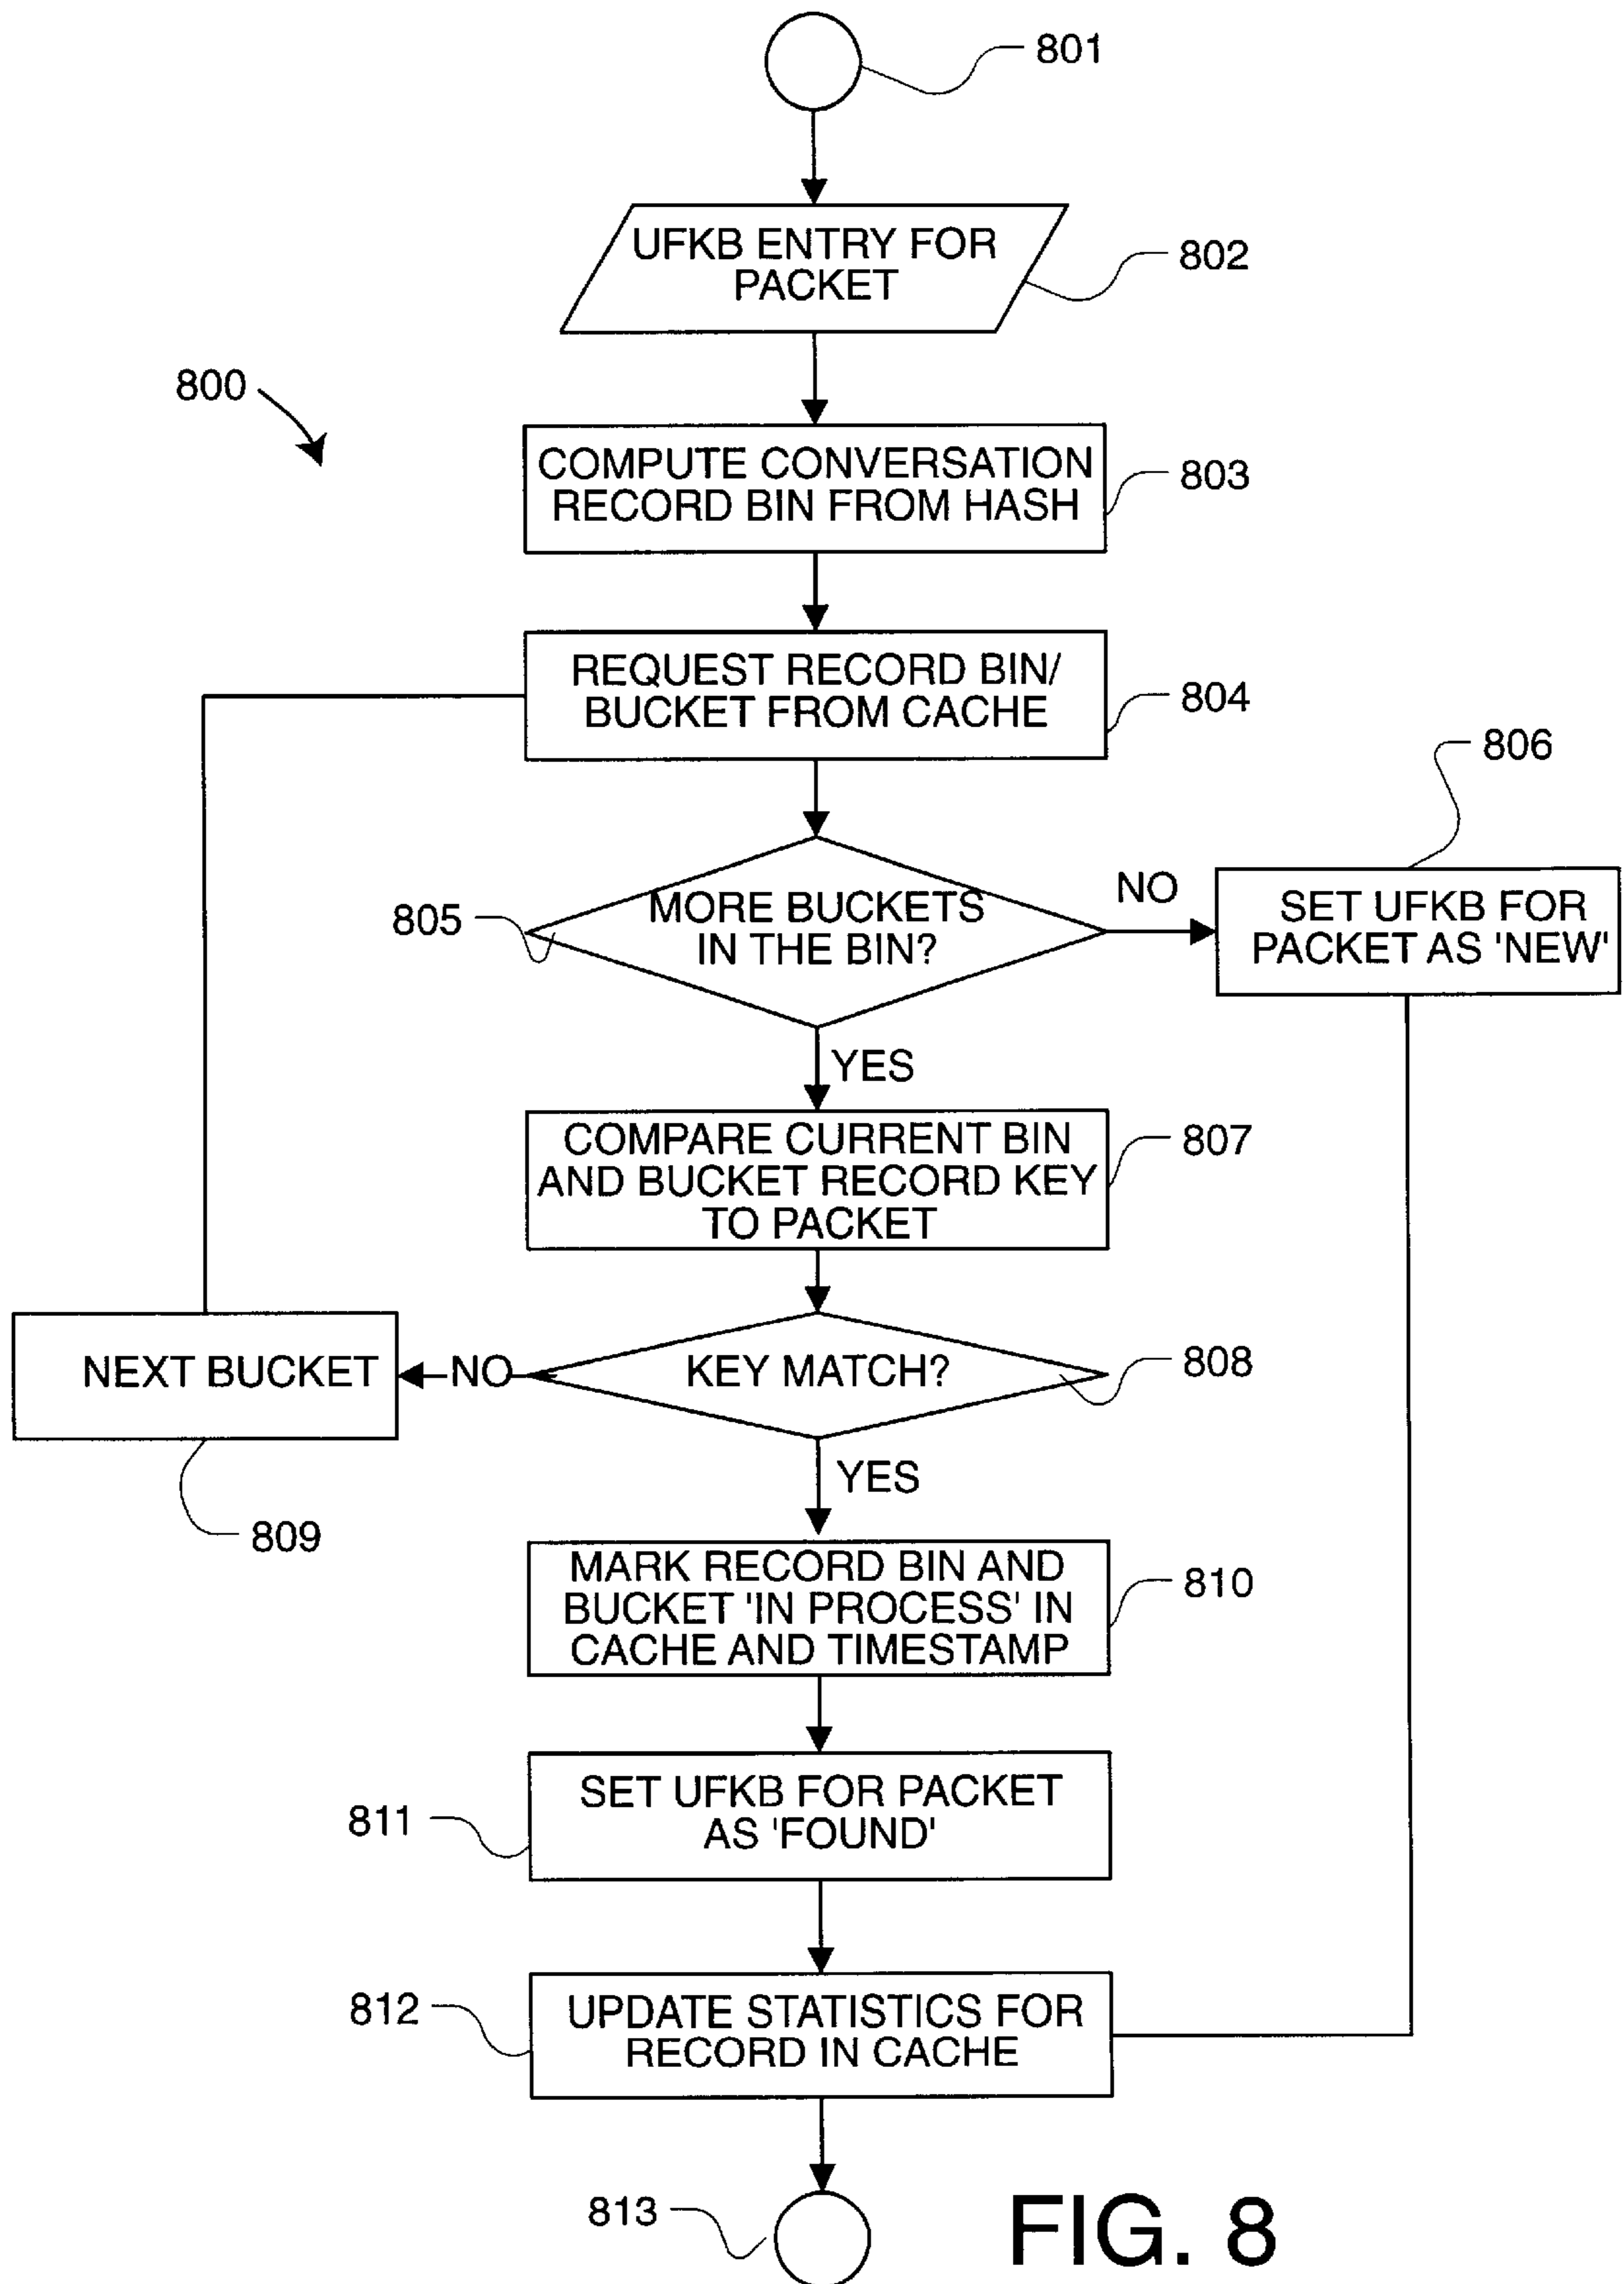 801
UFKB ENTRY FOR
PACKET
802
800
COMPUTE CONVERSATION
RECORD BIN FROM HASH
803
REQUEST RECORD BIN/
BUCKET FROM CACHE
804
806
805
MORE BUCKETS
IN THE BIN?
NO
SET UFKB FOR
PACKET AS 'NEW'
YES
COMPARE CURRENT BIN
AND BUCKET RECORD KEY
TO PACKET
807
NEXT BUCKET
NO
KEY MATCH?
808
YES
809
MARK RECORD BIN AND
BUCKET 'IN PROCESS' IN
CACHE AND TIMESTAMP
810
SET UFKB FOR PACKET
AS 'FOUND'
811
UPDATE STATISTICS FOR
RECORD IN CACHE
812
813
FIG. 8